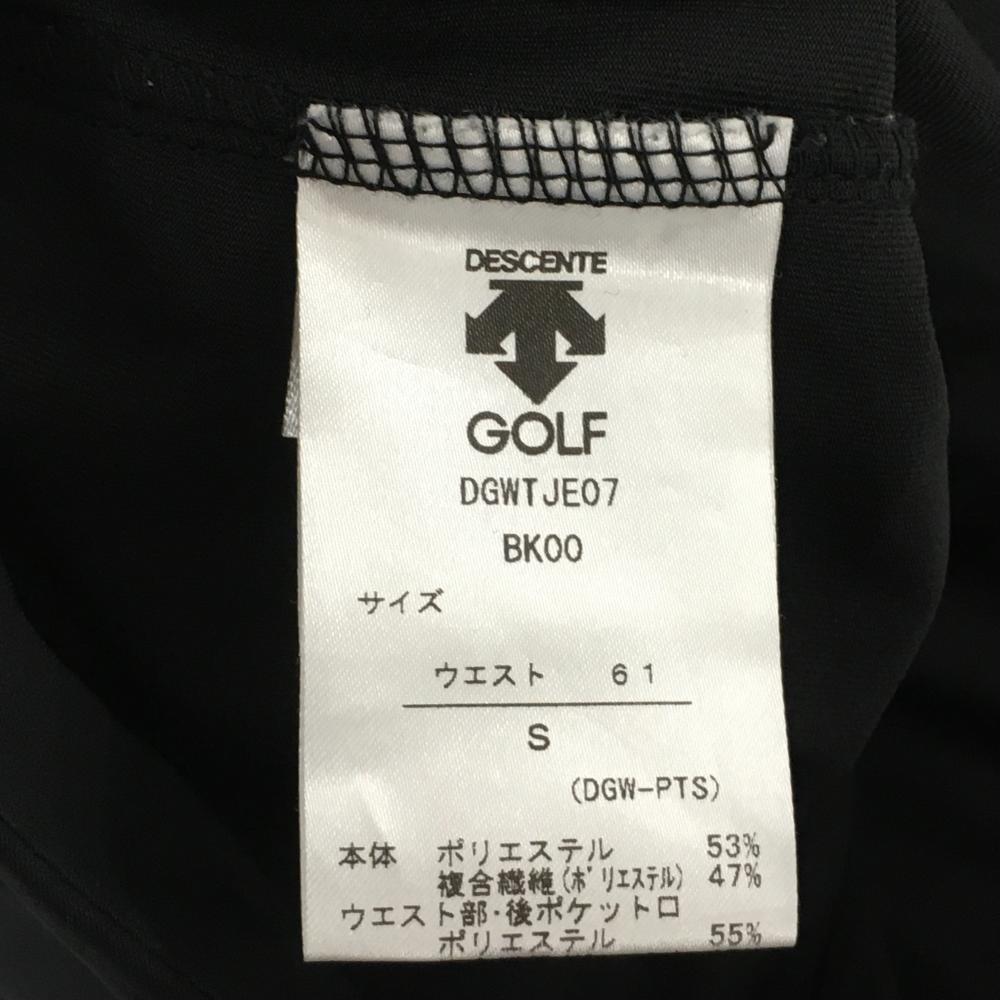 DESCENTE
GOLF
DGWTJE07
BK00
サイズ
ウエスト 61
S
(DGW-PTS)
本体 ポリエステル 53%
複合繊維(ポリエステル) 47%
ウエスト部・後ポケット口
ポリエステル 55%